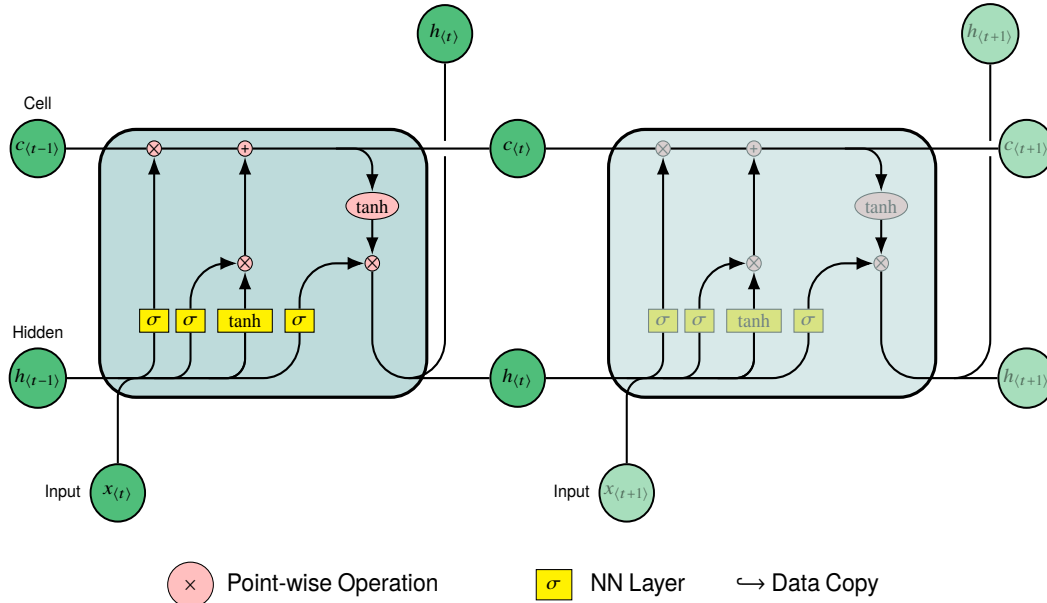 h⟨t⟩ h⟨t+1⟩
Cell
c⟨t−1⟩ × + c⟨t⟩ × + c⟨t+1⟩
tanh tanh
× × × ×
σ σ tanh σ σ σ tanh σ
Hidden
h⟨t−1⟩ h⟨t⟩ h⟨t+1⟩
Input x⟨t⟩ Input x⟨t+1⟩
× Point-wise Operation σ NN Layer ↪ Data Copy